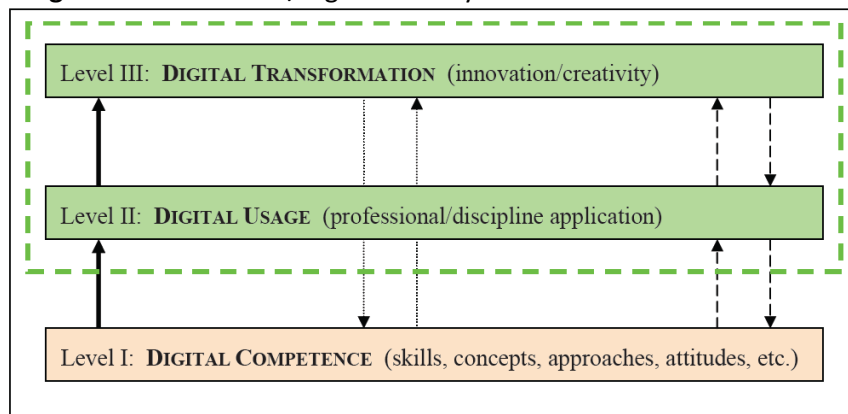 Level III: DIGITAL TRANSFORMATION (innovation/creativity)
Level II: DIGITAL USAGE (professional/discipline application)
Level I: DIGITAL COMPETENCE (skills, concepts, approaches, attitudes, etc.)